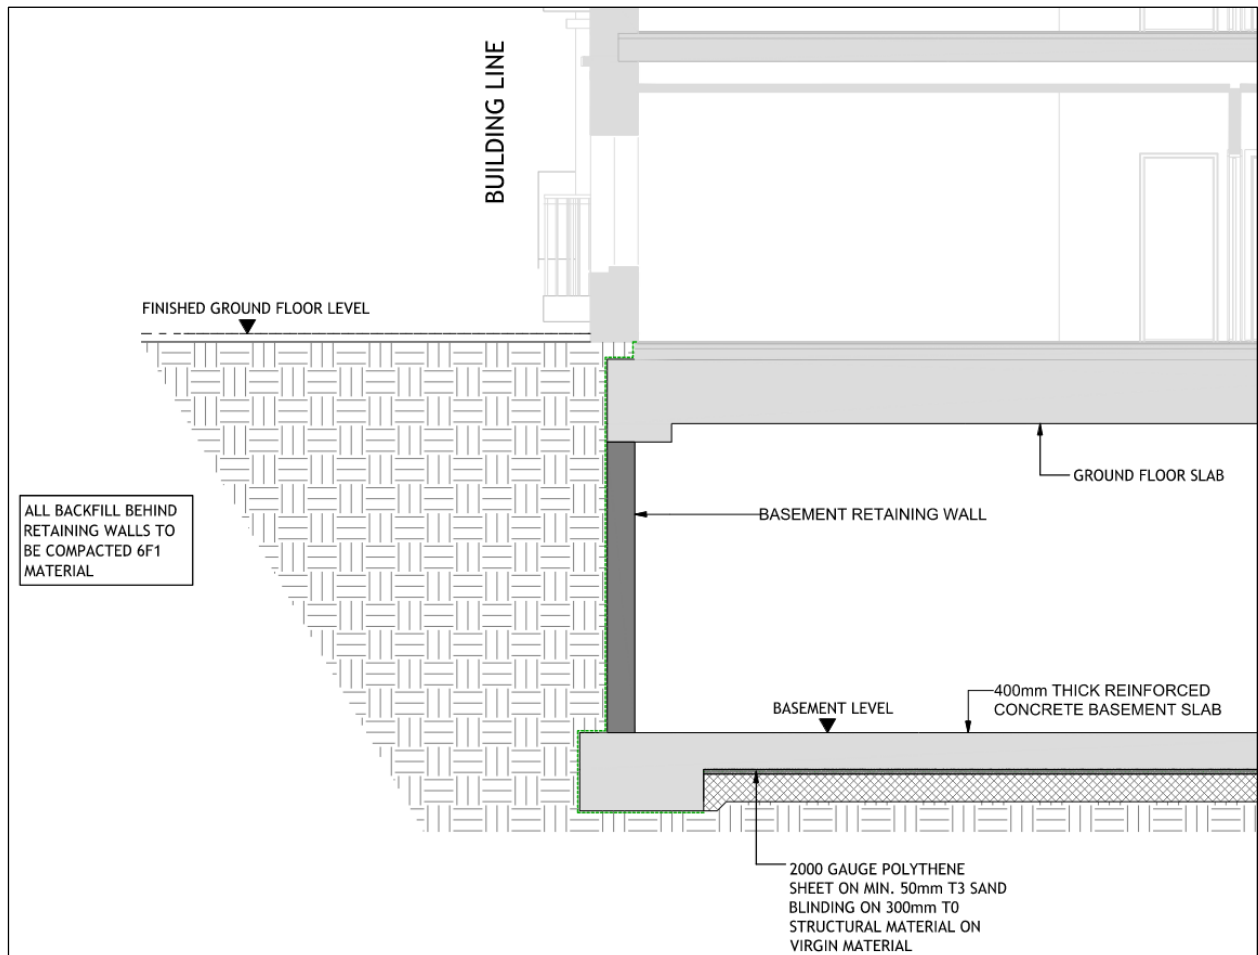 BUILDING LINE
FINISHED GROUND FLOOR LEVEL
GROUND FLOOR SLAB
ALL BACKFILL BEHIND
RETAINING WALLS TO
BE COMPACTED 6F1
MATERIAL
BASEMENT RETAINING WALL
400mm THICK REINFORCED
CONCRETE BASEMENT SLAB
BASEMENT LEVEL
2000 GAUGE POLYTHENE
SHEET ON MIN. 50mm T3 SAND
BLINDING ON 300mm T0
STRUCTURAL MATERIAL ON
VIRGIN MATERIAL